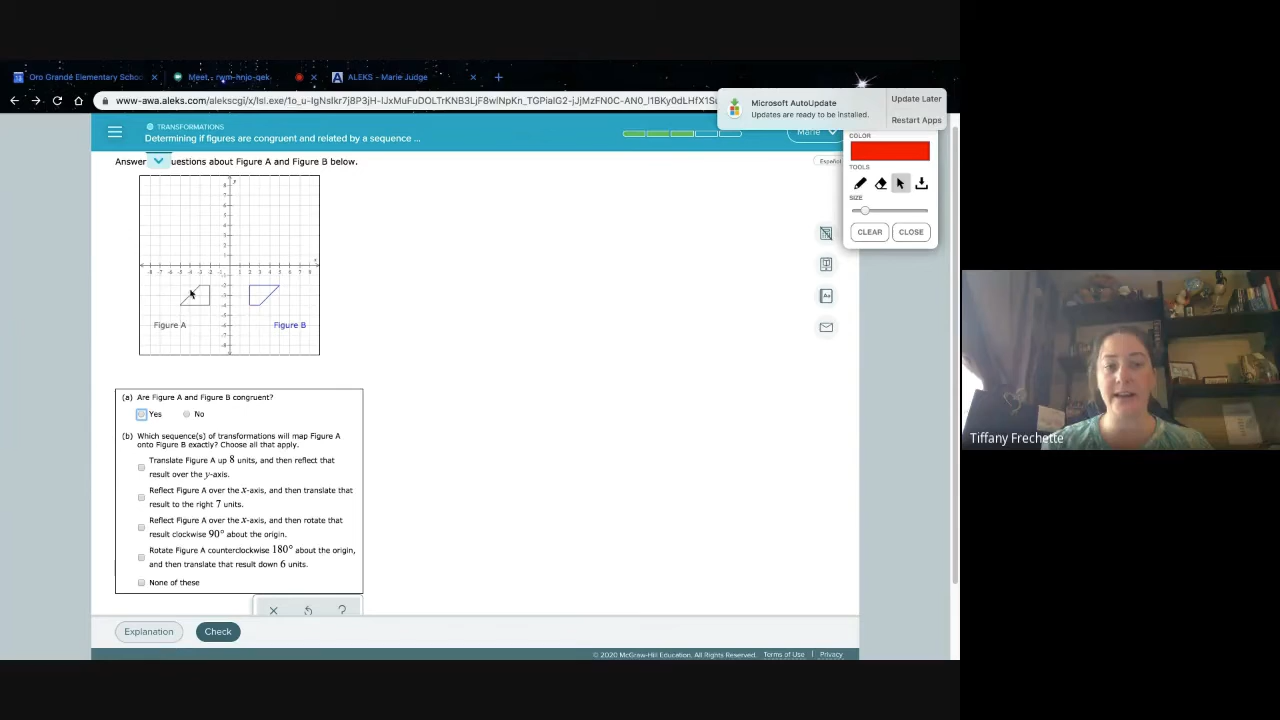 Oro Grande Elementary Schoo
Meet - rwm-hnjo-qek
ALEKS - Marie Judge
Microsoft AutoUpdate
Updates are ready to be installed.
Update Later
Restart Apps
TRANSFORMATIONS
Determining if figures are congruent and related by a sequence ...
Marie
Español
Answer uestions about Figure A and Figure B below.
COLOR
TOOLS
SIZE
CLEAR
CLOSE
y
x
Figure A
Figure B
(a) Are Figure A and Figure B congruent?
Yes
No
(b) Which sequence(s) of transformations will map Figure A
onto Figure B exactly? Choose all that apply.
Translate Figure A up 8 units, and then reflect that
result over the y-axis.
Reflect Figure A over the x-axis, and then translate that
result to the right 7 units.
Reflect Figure A over the x-axis, and then rotate that
result clockwise 90° about the origin.
Rotate Figure A counterclockwise 180° about the origin,
and then translate that result down 6 units.
None of these
?
Explanation
Check
© 2020 McGraw-Hill Education. All Rights Reserved. Terms of Use | Privacy
Tiffany Frechette